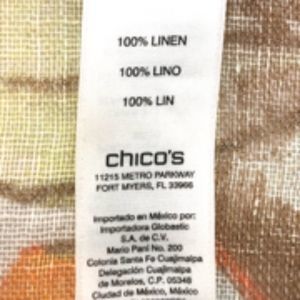 100% LINEN
100% LINO
100% LIN
chico's
11215 METRO PARKWAY
FORT MYERS, FL 33966
Importado en México por:
Importadora Globastic
S.A. de C.V.
Mario Pani No. 200
Colonia Santa Fe Cuajimalpa
Delegación Cuajimalpa
de Morelos, C.P. 05348
Ciudad de México, México